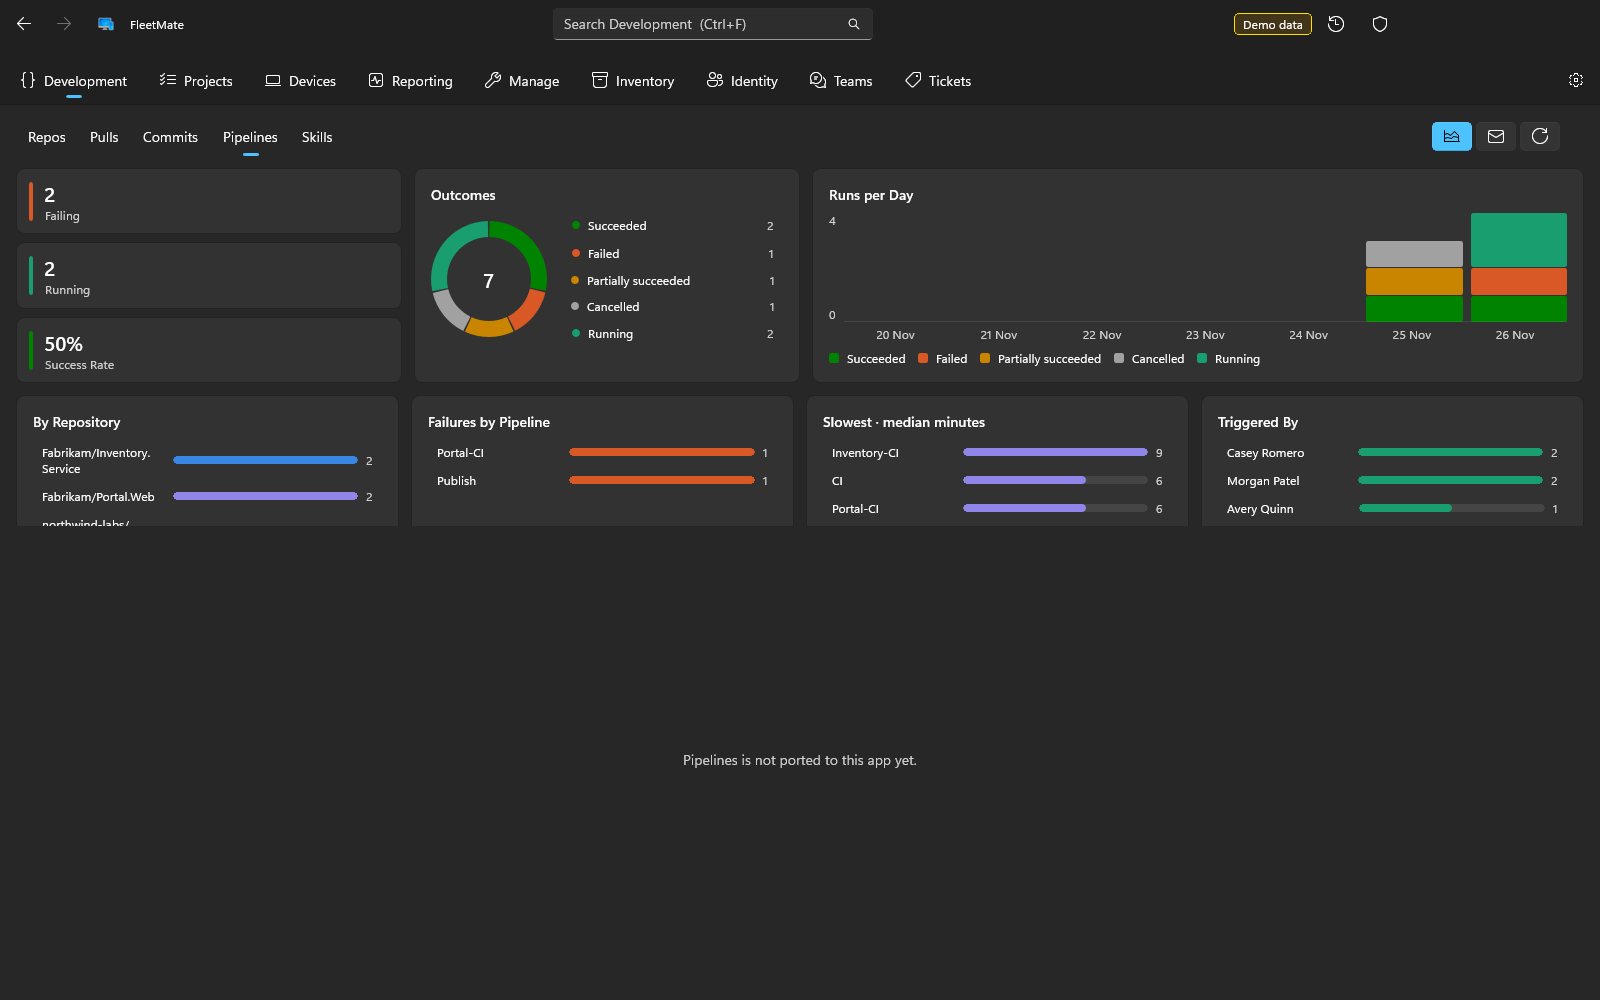 FleetMate
Search Development (Ctrl+F)
Demo data
Development
Projects
Devices
Reporting
Manage
Inventory
Identity
Teams
Tickets
Repos
Pulls
Commits
Pipelines
Skills
2
Failing
2
Running
50%
Success Rate
Outcomes
7
Succeeded 2
Failed 1
Partially succeeded 1
Cancelled 1
Running 2
Runs per Day
4
0
20 Nov
21 Nov
22 Nov
23 Nov
24 Nov
25 Nov
26 Nov
Succeeded
Failed
Partially succeeded
Cancelled
Running
By Repository
Fabrikam/Inventory.
Service
2
Fabrikam/Portal.Web 2
northwind-labs/
Failures by Pipeline
Portal-CI 1
Publish 1
Slowest · median minutes
Inventory-CI 9
CI 6
Portal-CI 6
Triggered By
Casey Romero 2
Morgan Patel 2
Avery Quinn 1
Pipelines is not ported to this app yet.